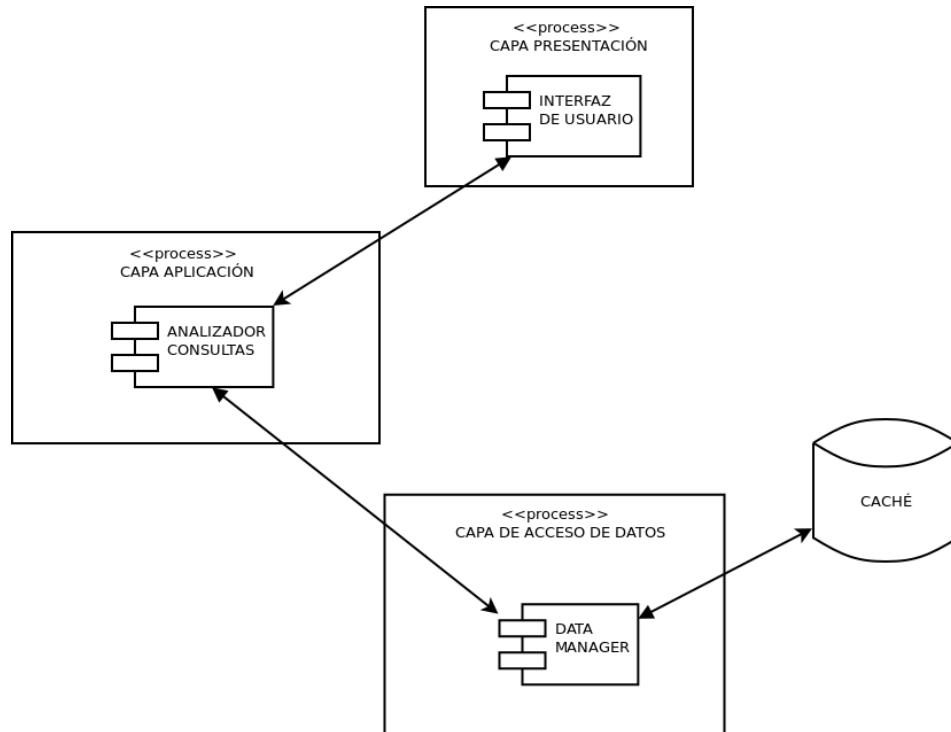 <<process>>
CAPA PRESENTACIÓN
INTERFAZ
DE USUARIO
<<process>>
CAPA APLICACIÓN
ANALIZADOR
CONSULTAS
<<process>>
CAPA DE ACCESO DE DATOS
CACHÉ
DATA
MANAGER